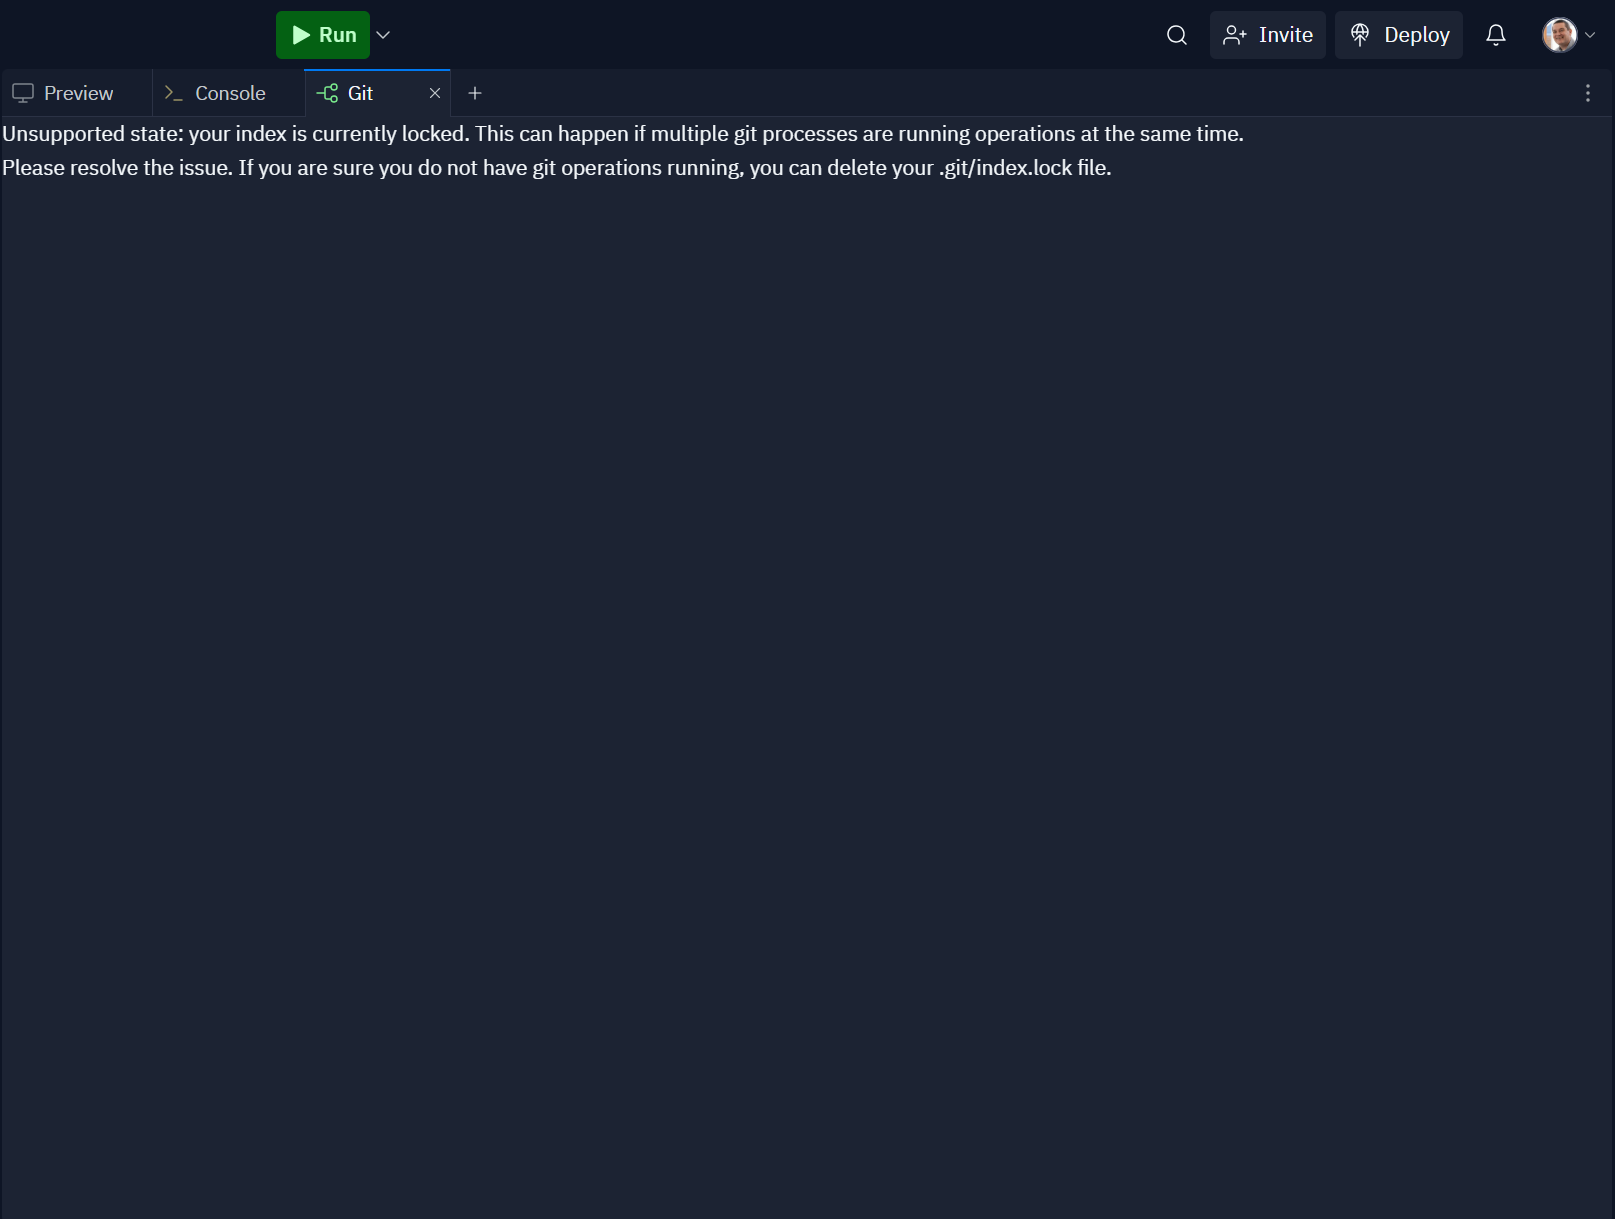 Run
Invite
Deploy
Preview
Console
Git
Unsupported state: your index is currently locked. This can happen if multiple git processes are running operations at the same time.
Please resolve the issue. If you are sure you do not have git operations running, you can delete your .git/index.lock file.